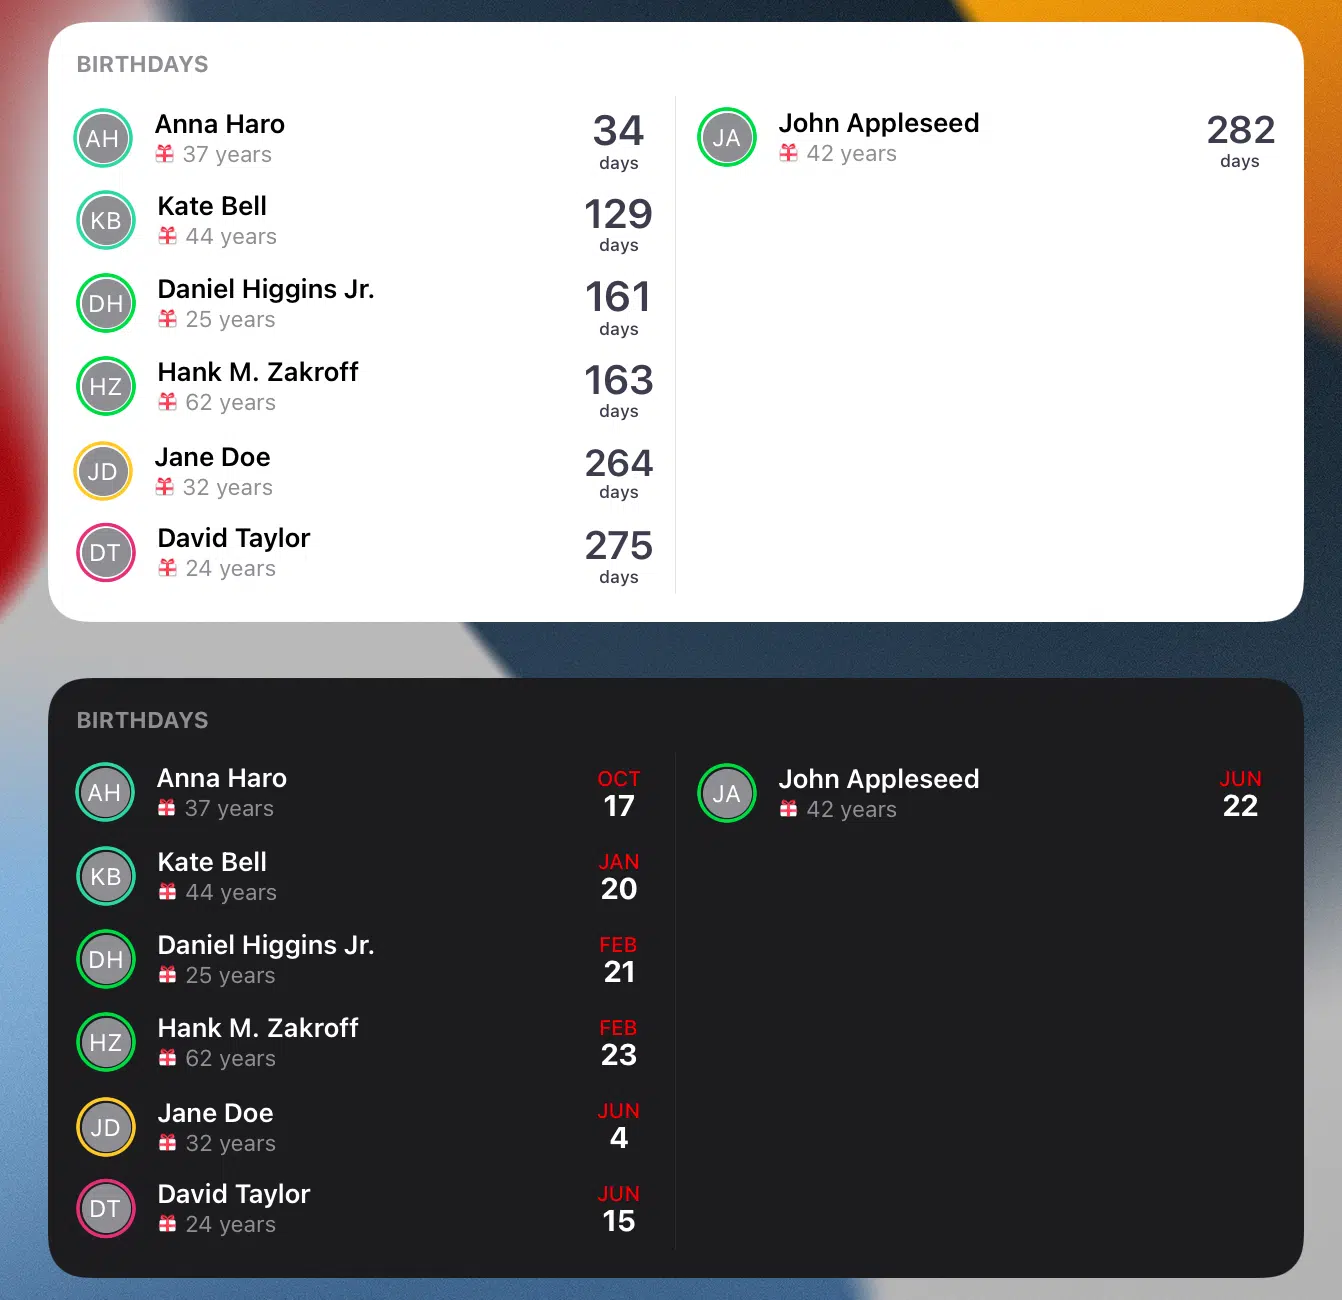 BIRTHDAYS
AH
Anna Haro
37 years
34
days
KB
Kate Bell
44 years
129
days
DH
Daniel Higgins Jr.
25 years
161
days
HZ
Hank M. Zakroff
62 years
163
days
JD
Jane Doe
32 years
264
days
DT
David Taylor
24 years
275
days
JA
John Appleseed
42 years
282
days
BIRTHDAYS
AH
Anna Haro
37 years
OCT
17
KB
Kate Bell
44 years
JAN
20
DH
Daniel Higgins Jr.
25 years
FEB
21
HZ
Hank M. Zakroff
62 years
FEB
23
JD
Jane Doe
32 years
JUN
4
DT
David Taylor
24 years
JUN
15
JA
John Appleseed
42 years
JUN
22